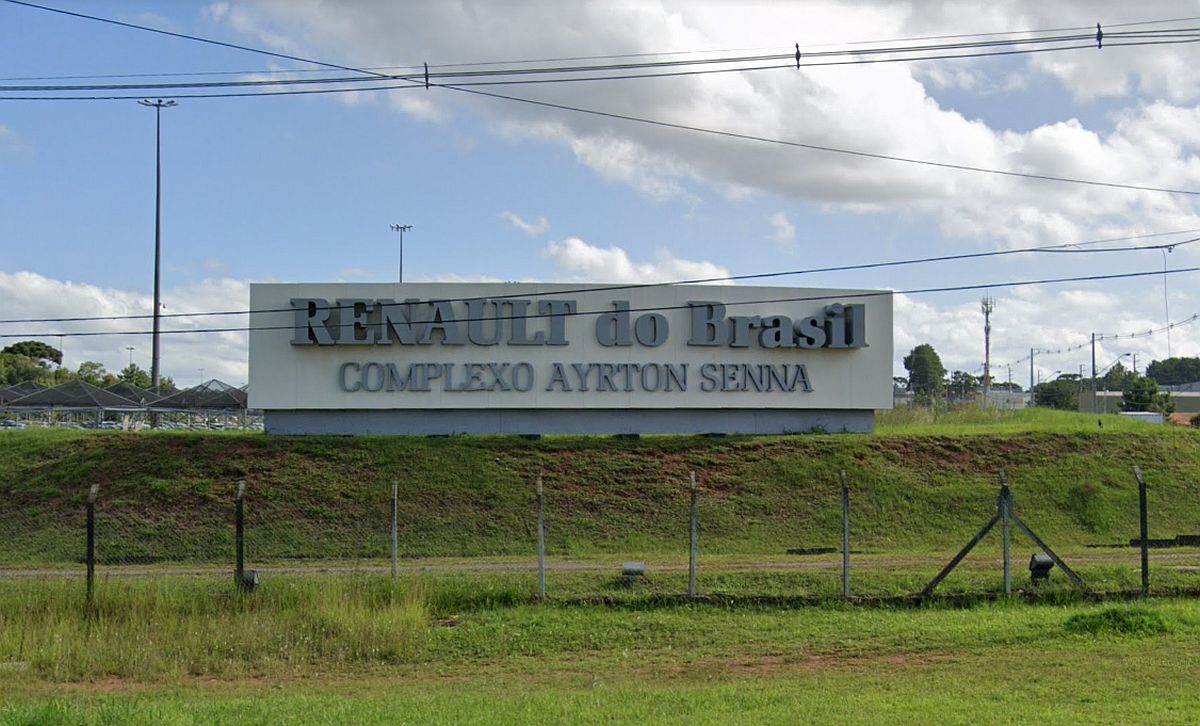 RENAULT do Brasil
COMPLEXO AYRTON SENNA